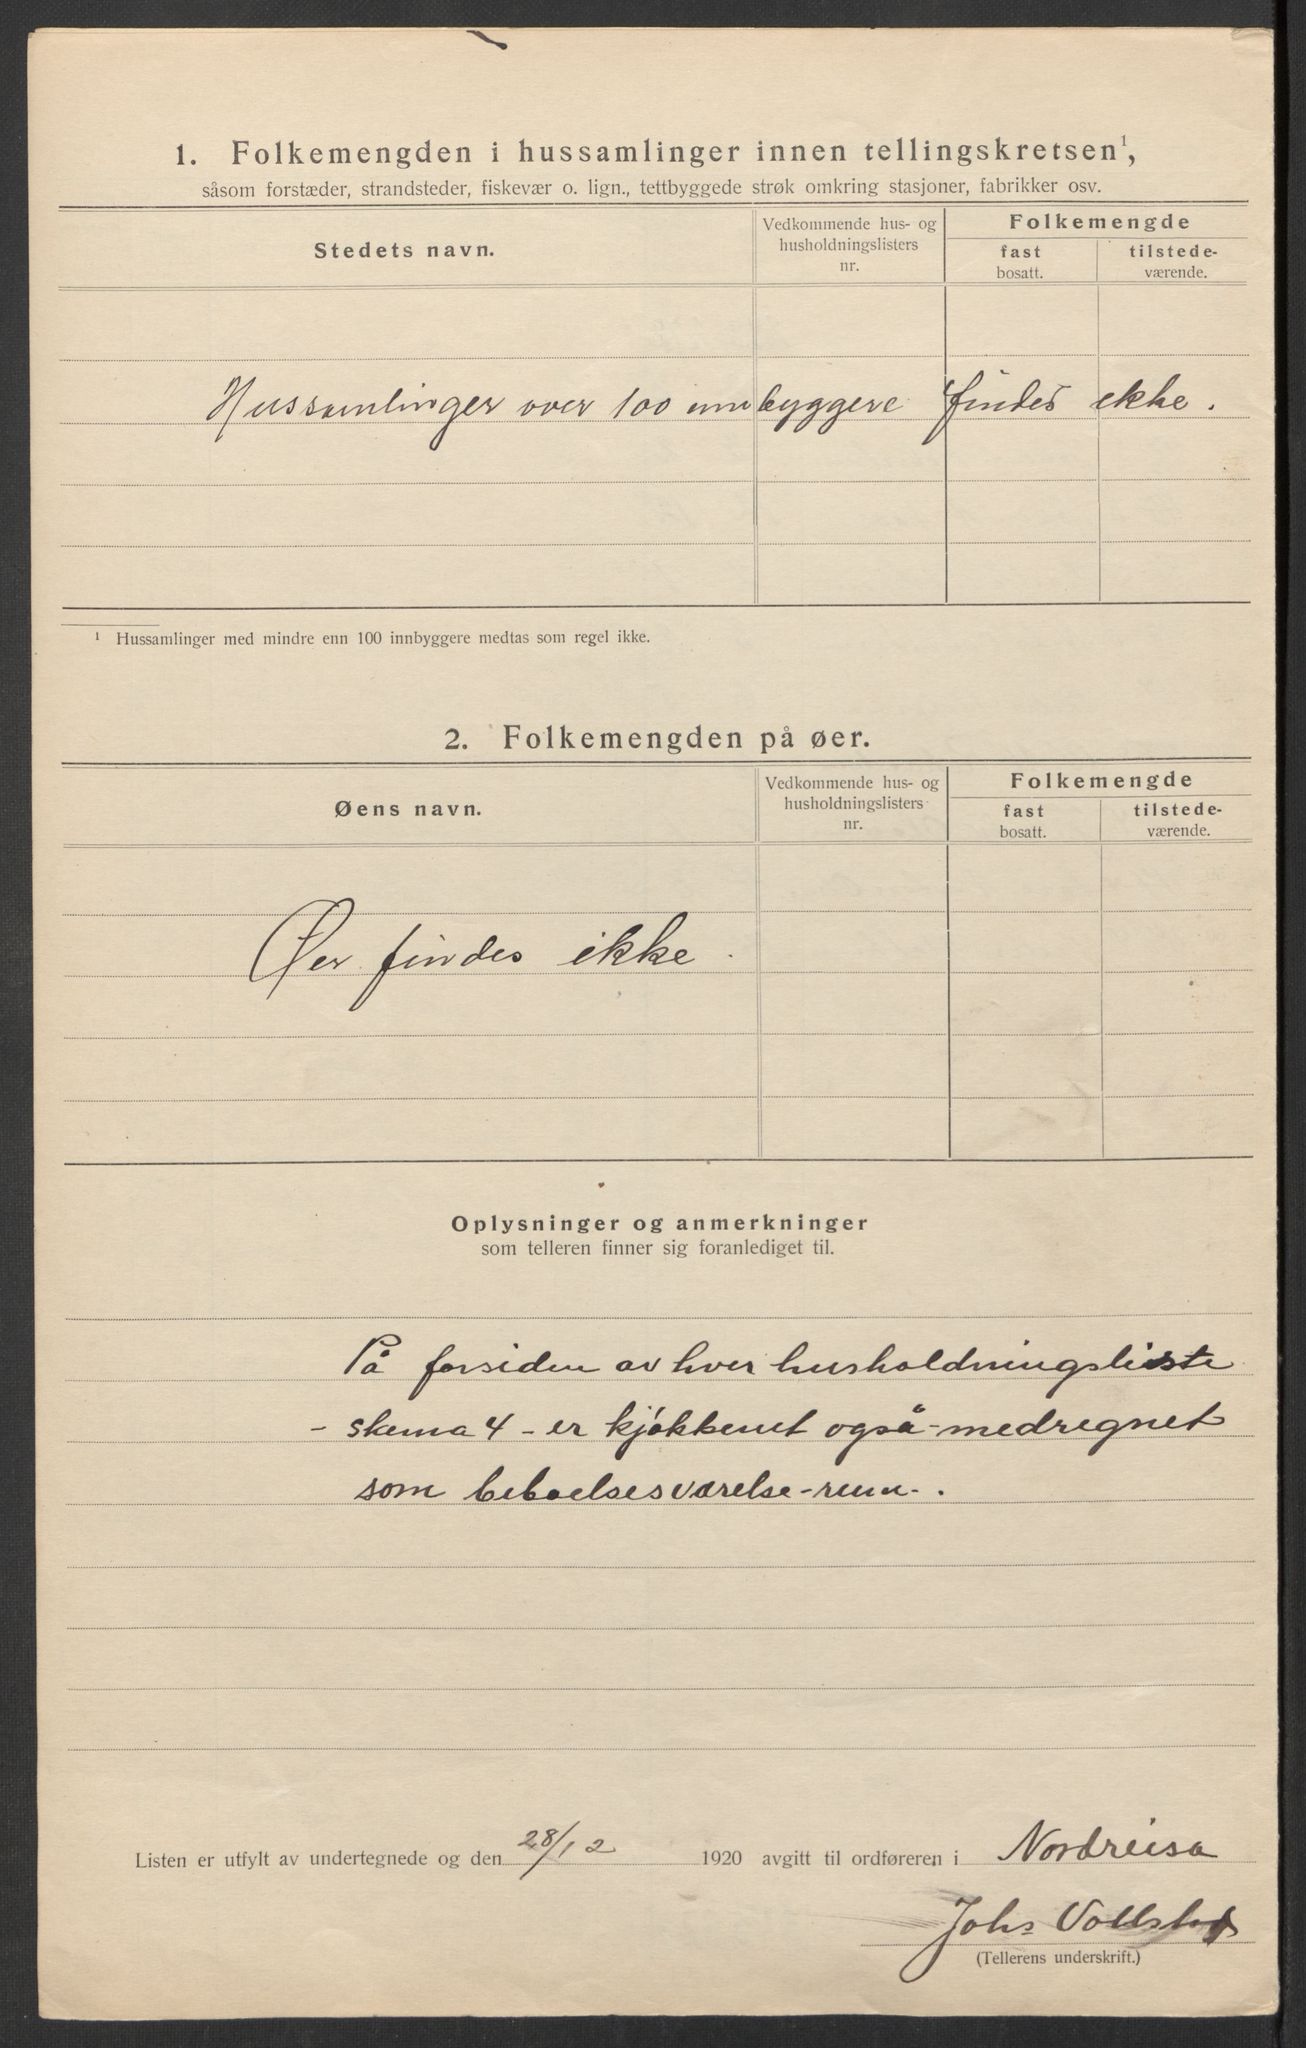 1. Folkemengden i hussamlinger innen tellingskretsen¹,
såsom forstæder, strandsteder, fiskevær o. lign., tettbyggede strøk omkring stasjoner, fabrikker osv.
Stedets navn.
Vedkommende hus- og
husholdningslisters
nr.
Folkemengde
fast
bosatt.
tilstede-
værende.
Hussamlinger over 100 innbyggere findes ikke.
¹ Hussamlinger med mindre enn 100 innbyggere medtas som regel ikke.
2. Folkemengden på øer.
Øens navn.
Vedkommende hus- og
husholdningslisters
nr.
Folkemengde
fast
bosatt.
tilstede-
værende.
Øer findes ikke.
Oplysninger og anmerkninger
som telleren finner sig foranlediget til.
På forsiden av hver husholdningsliste
- skema 4 - er kjøkkenet også medregnet
som beboelsesværelse-rum-.
Listen er utfylt av undertegnede og den 28/12 1920 avgitt til ordføreren i Nordreisa
Johs Vollstad
(Tellerens underskrift.)